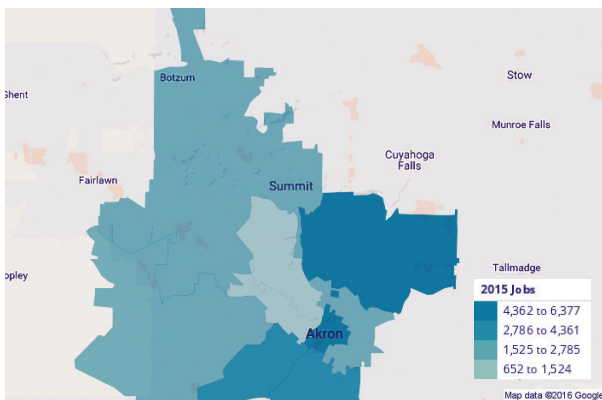 Botzum
Stow
Ghent
Munroe Falls
Cuyahoga
Falls
Fairlawn
Summit
opley
Tallmadge
2015 Jobs
4,362 to 6,377
2,786 to 4,361
1,525 to 2,785
652 to 1,524
Akron
Map data ©2016 Google